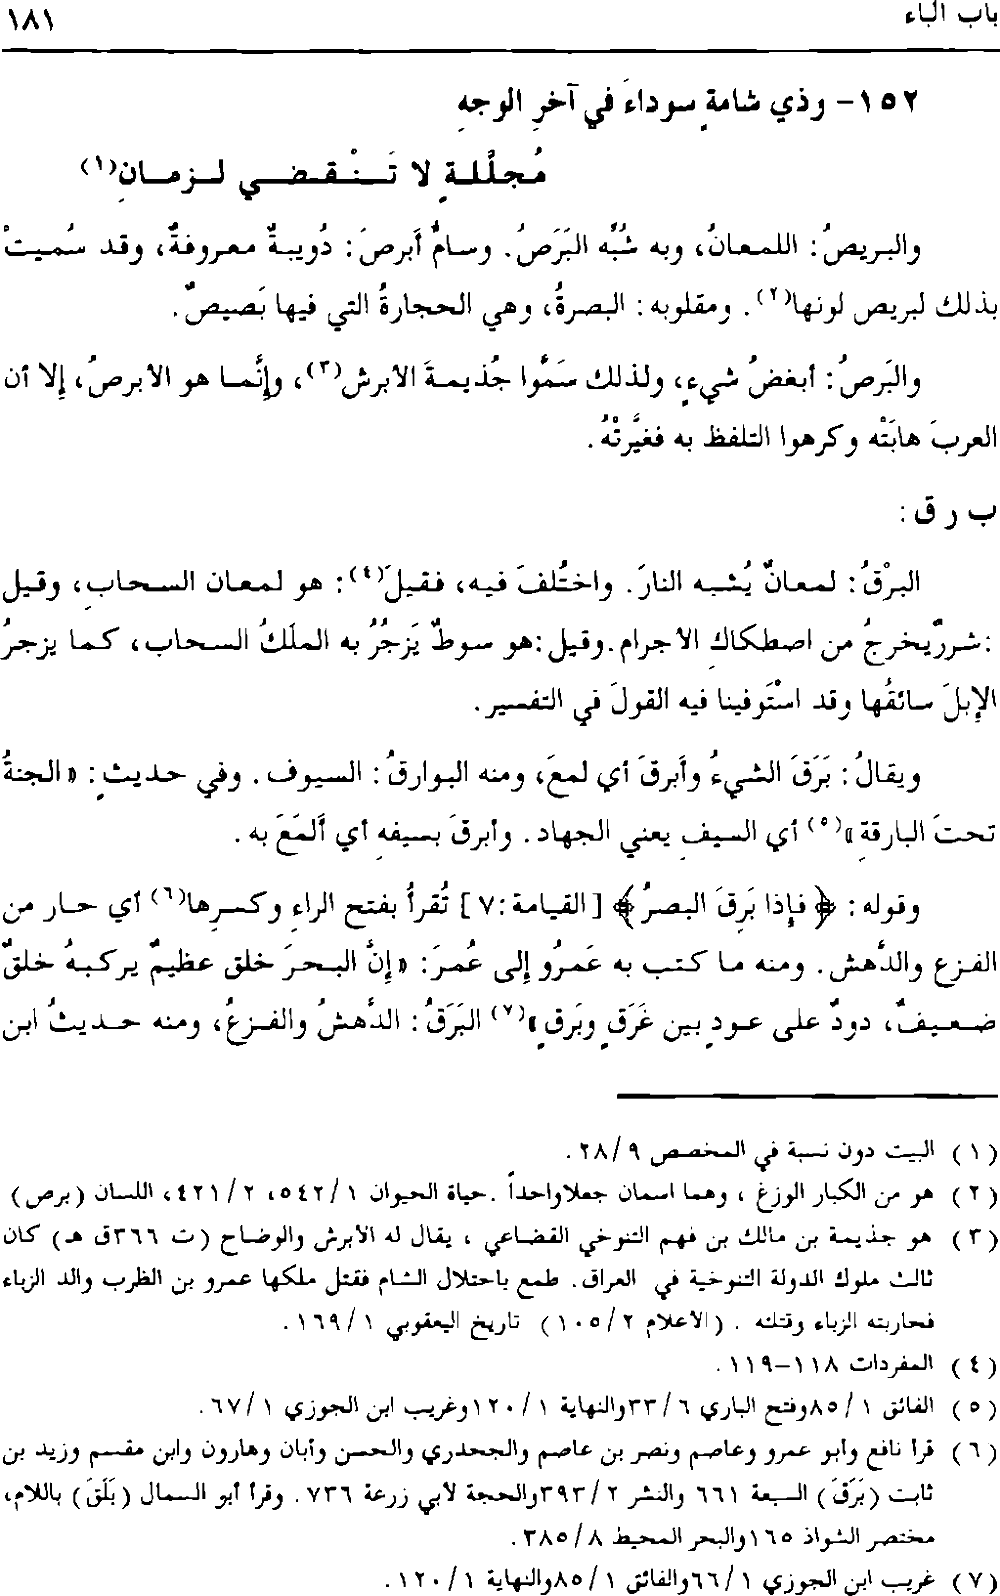 باب الباء ١٨١
١٥٢- وذي شامةٍ سوداءَ في آخرِ الوجهِ
مُجلَّلةٍ لا تَنْقضي لزمانِ(١)
والبريصُ: اللمعانُ، وبه شُبِّه البَرَصُ. وسامُّ أبرصَ: دُويبةٌ معروفةٌ، وقد سُميتْ
بذلك لبريص لونها(٢). ومقلوبه: البصرةُ، وهي الحجارةُ التي فيها بَصيصٌ.
والبَرصُ: أبغضُ شيءٍ، ولذلك سَمَّوا جُذيمةَ الأبرش(٣)، وإنَّما هو الأبرصُ، إلا أن
العربَ هابَتْه وكرهوا التلفظ به فغيَّرتْهُ.
ب ر ق:
البرْقُ: لمعانٌ يُشبه النارَ. واختُلفَ فيه، فقيلَ(٤): هو لمعان السحابِ، وقيل
:شررٌيخرجُ من اصطكاكِ الأجرام.وقيل:هو سوطٌ يَزجُرُ به الملَكُ السحاب، كما يزجرُ
الإبلَ سائقُها وقد استَوفينا فيه القولَ في التفسير.
ويقالُ: بَرَقَ الشيءُ وأبرقَ أي لمعَ، ومنه البوارقُ: السيوف. وفي حديثٍ: «الجنةُ
تحتَ البارقةِ»(٥) أي السيفِ يعني الجهاد. وأبرقَ بسيفهِ أي ألمَعَ به.
وقوله: ﴿فإذا بَرِقَ البصرُ﴾ [القيامة:٧] تُقرأُ بفتح الراءِ وكسرِها(٦) أي حار من
الفزع والدَّهش. ومنه ما كتب به عَمرٌو إلى عُمرَ: «إنَّ البحرَ خلق عظيمٌ يركبهُ خلقٌ
ضعيفٌ، دودٌ على عودٍ بين غَرَقٍ وبَرقٍ»(٧) البَرَقُ: الدَّهشُ والفزعُ، ومنه حديثُ ابن
(١) البيت دون نسبة في المخصص ٩/ ٢٨.
(٢) هو من الكبار الوزغ ، وهما اسمان جعلاواحداً .حياة الحيوان ١/ ٥٤٢، ٢/ ٤٢١، اللسان (برص)
(٣) هو جذيمة بن مالك بن فهم التنوخي القضاعي ، يقال له الأبرش والوضاح (ت ٣٦٦ق هـ) كان
ثالث ملوك الدولة التنوخية في العراق. طمع باحتلال الشام فقتل ملكها عمرو بن الظرب والد الزباء
فحاربته الزباء وقتلته . (الأعلام ٢/ ١٠٥) تاريخ اليعقوبي ١/ ١٦٩.
(٤) المفردات ١١٨-١١٩.
(٥) الفائق ١/ ٨٥وفتح الباري ٦/ ٣٣والنهاية ١/ ١٢٠وغريب ابن الجوزي ١/ ٦٧.
(٦) قرأ نافع وأبو عمرو وعاصم ونصر بن عاصم والجحدري والحسن وأبان وهارون وابن مقسم وزيد بن
ثابت (بَرَقَ) السبعة ٦٦١ والنشر ٢/ ٣٩٣والحجة لأبي زرعة ٧٣٦. وقرأ أبو السمال (بَلَقَ) باللام،
مختصر الشواذ ١٦٥والبحر المحيط ٨/ ٣٨٥.
(٧) غريب ابن الجوزي ١/ ٦٦والفائق ١/ ٨٥والنهاية ١/ ١٢٠.